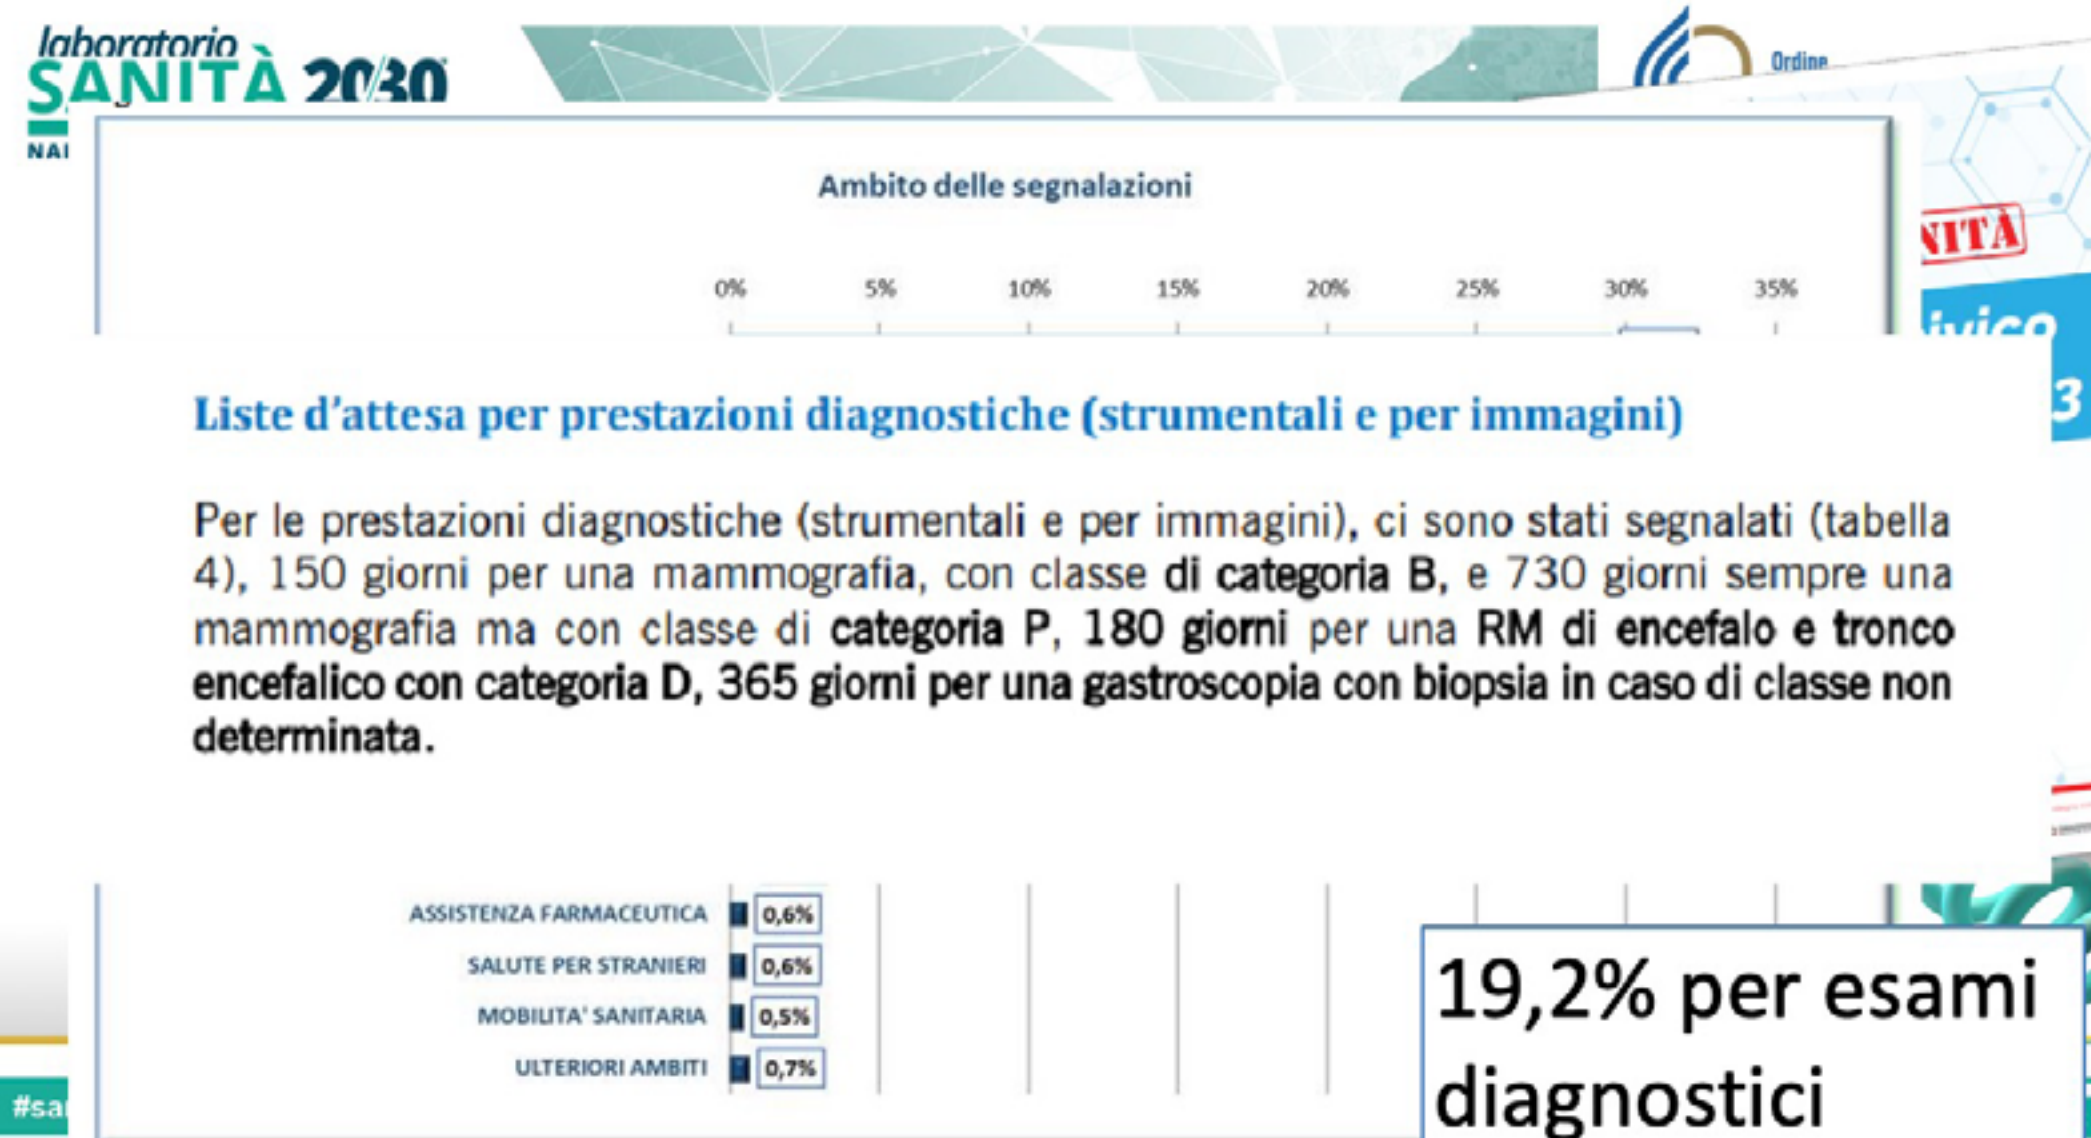 laboratorio
SANITÀ 2030
NAI
Ordine
Ambito delle segnalazioni
0% 5% 10% 15% 20% 25% 30% 35%
NITÀ
ivico
3
Liste d'attesa per prestazioni diagnostiche (strumentali e per immagini)
Per le prestazioni diagnostiche (strumentali e per immagini), ci sono stati segnalati (tabella
4), 150 giorni per una mammografia, con classe di categoria B, e 730 giorni sempre una
mammografia ma con classe di categoria P, 180 giorni per una RM di encefalo e tronco
encefalico con categoria D, 365 giorni per una gastroscopia con biopsia in caso di classe non
determinata.
ASSISTENZA FARMACEUTICA 0,6%
SALUTE PER STRANIERI 0,6%
MOBILITA' SANITARIA 0,5%
ULTERIORI AMBITI 0,7%
19,2% per esami
diagnostici
#sa